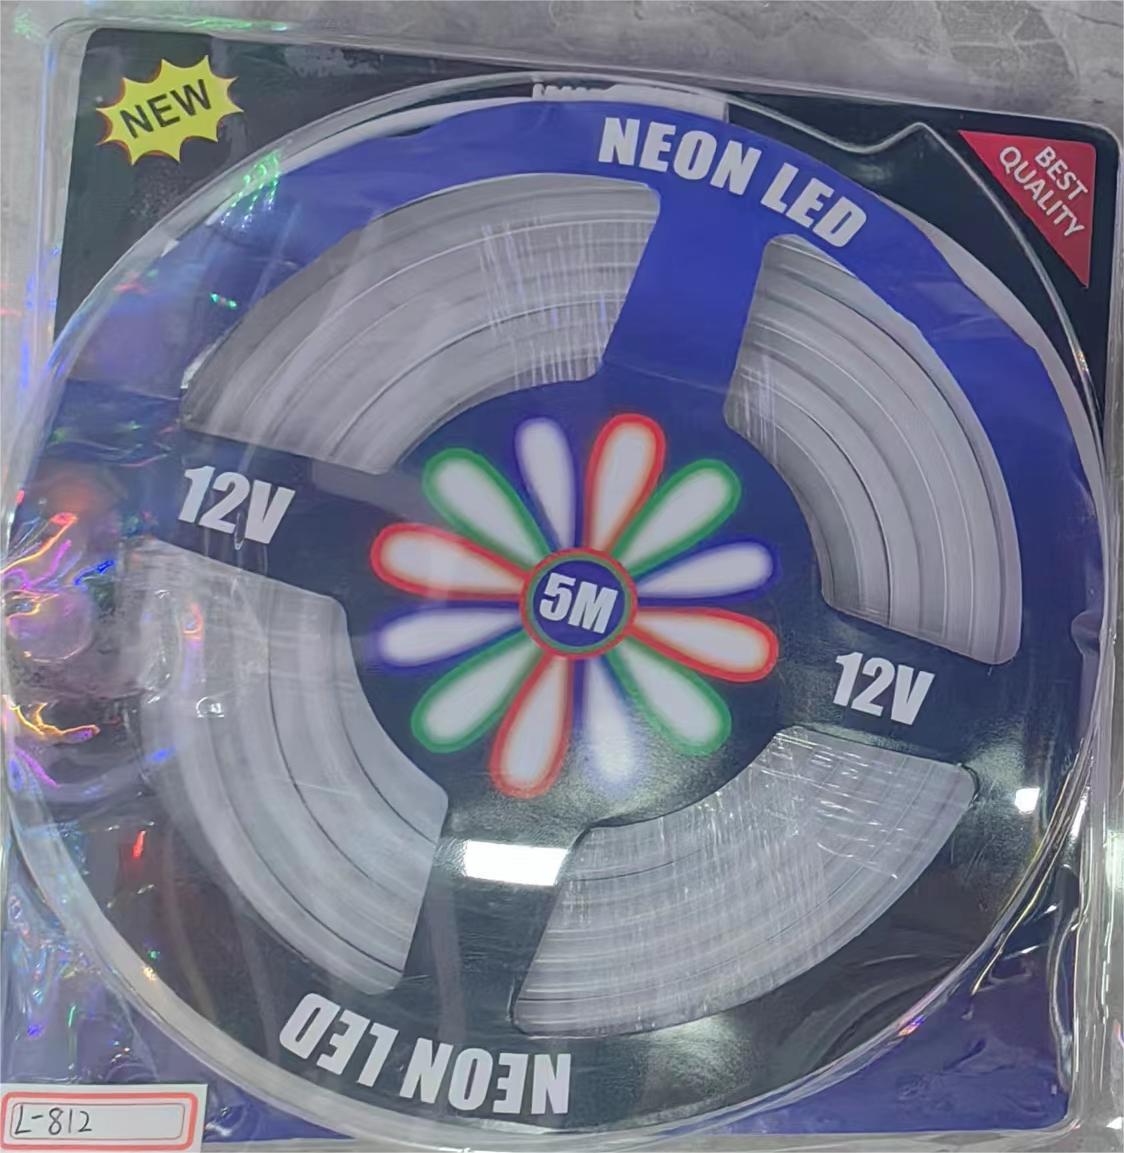 NEW
NEON LED
BEST
QUALITY
12V
5M
12V
NEON LED
L-812